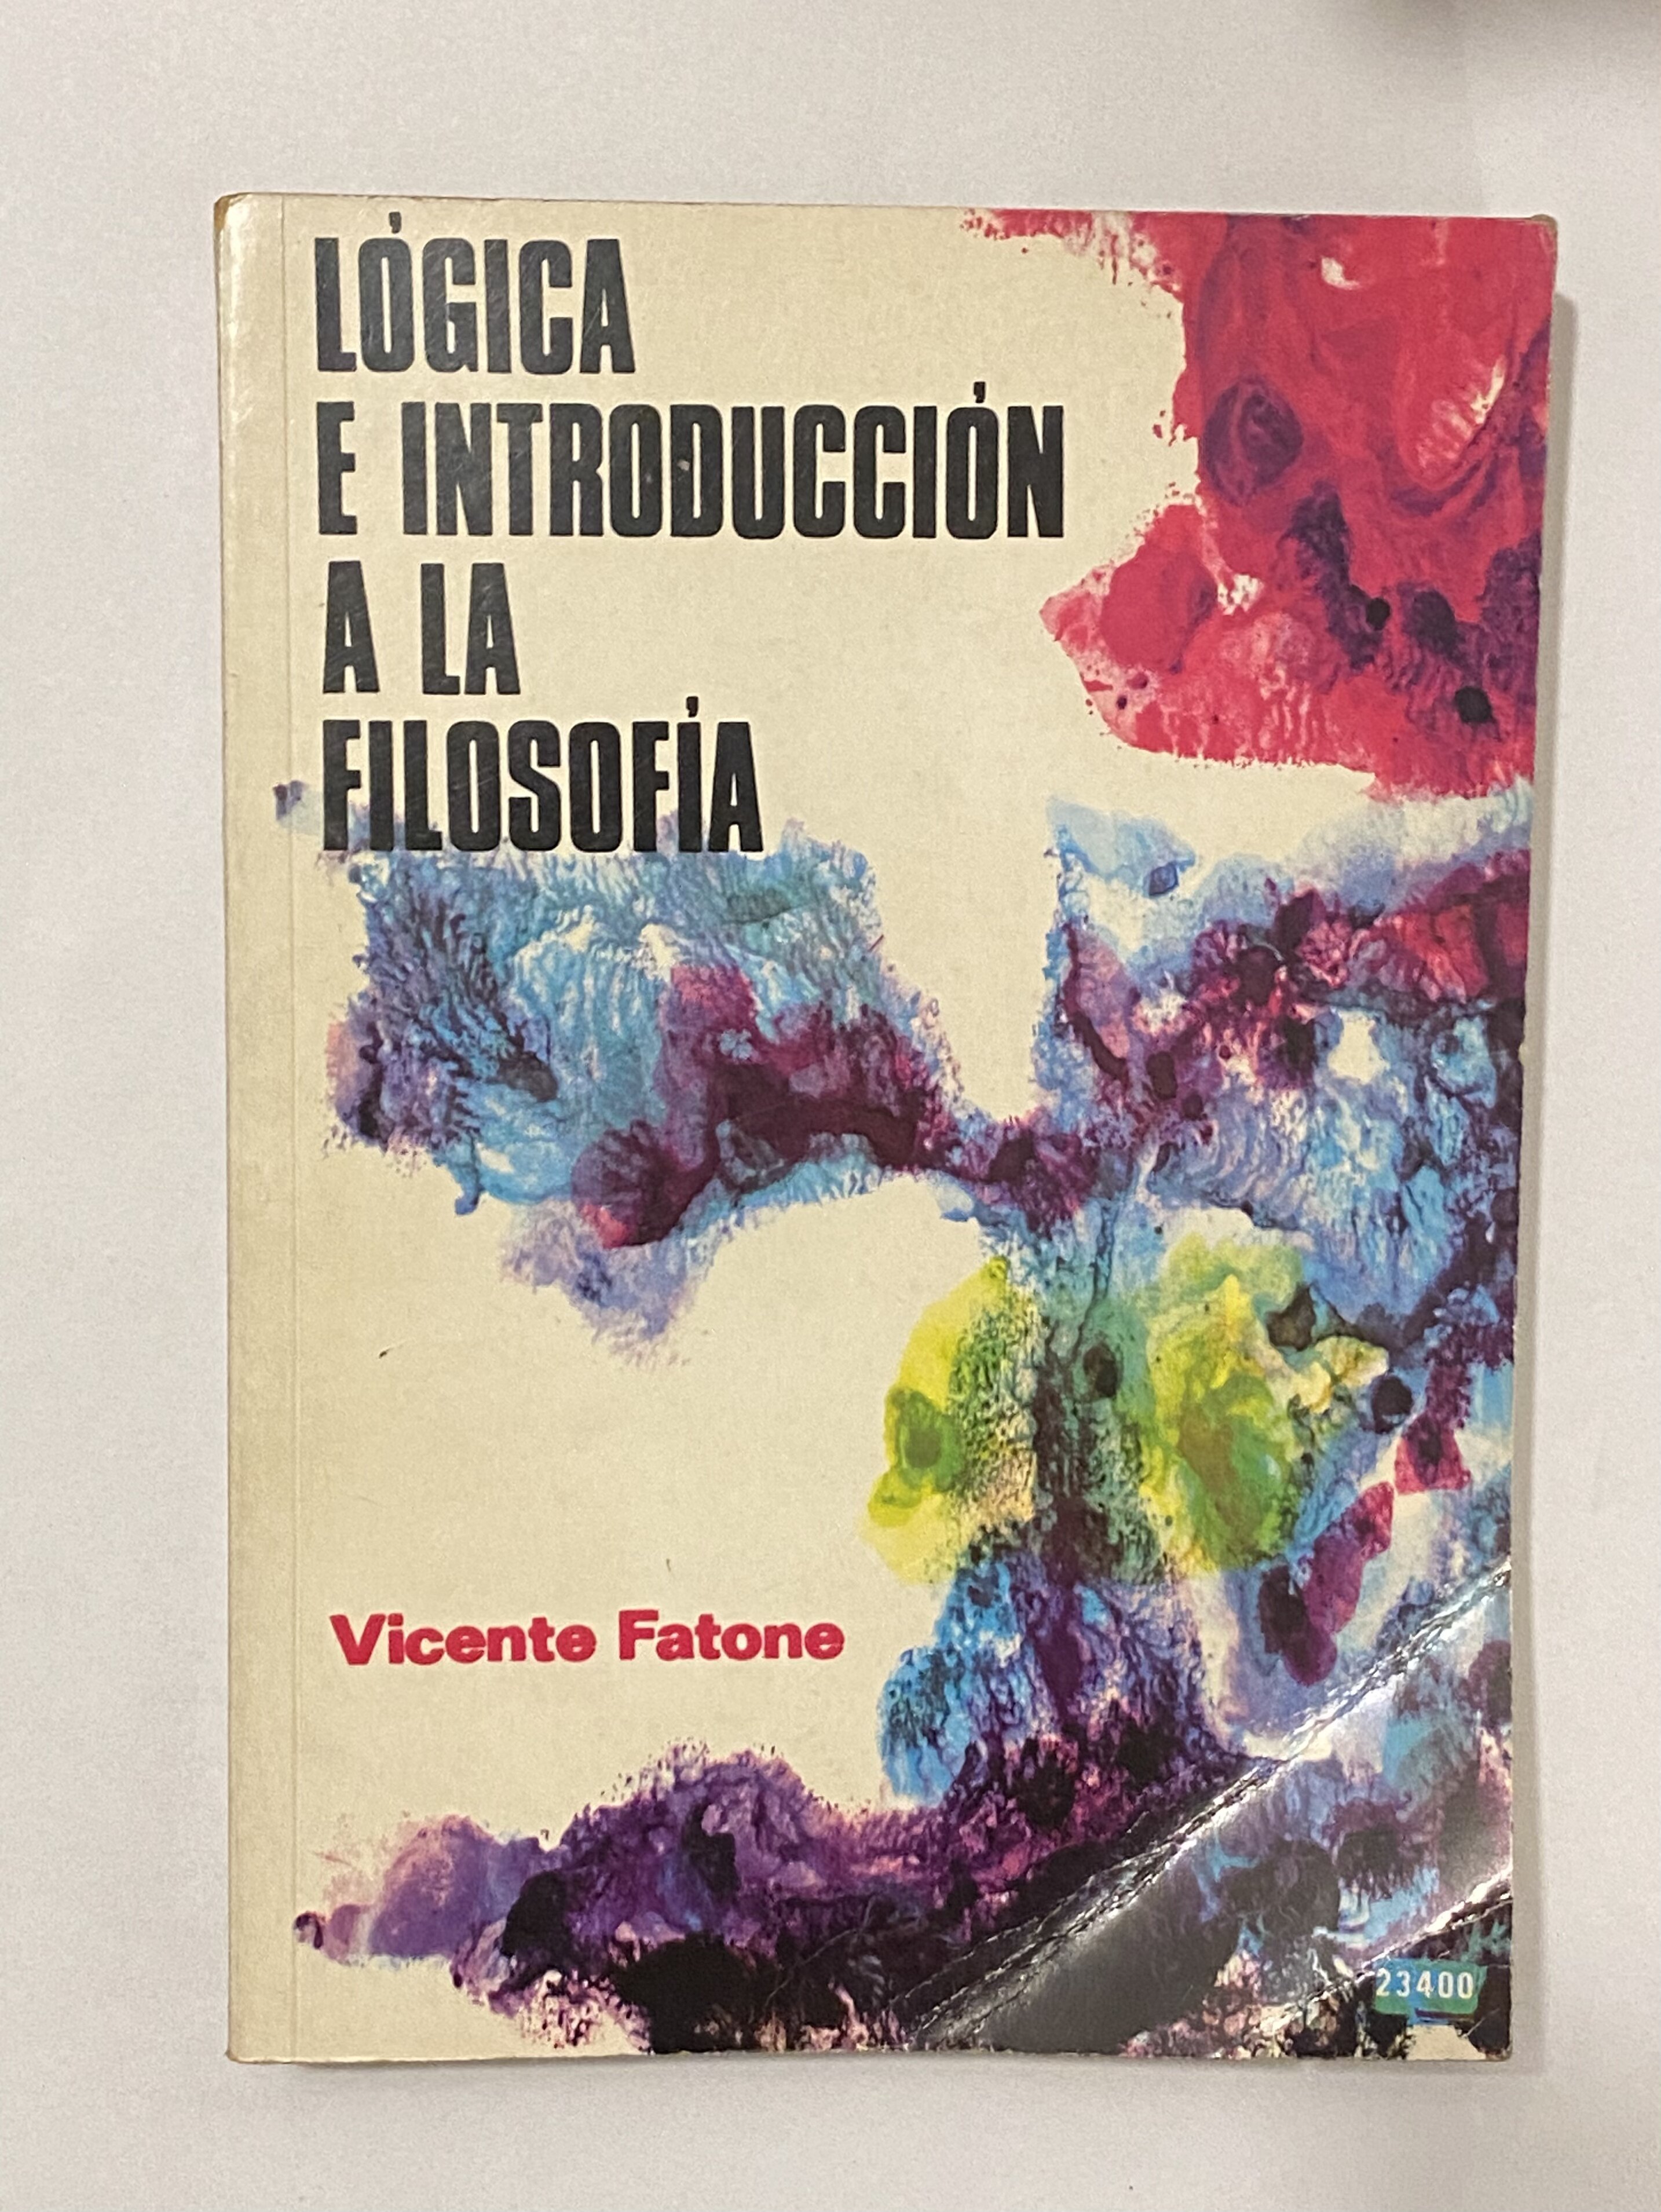 LÓGICA
E INTRODUCCIÓN
A LA
FILOSOFÍA
Vicente Fatone
23400